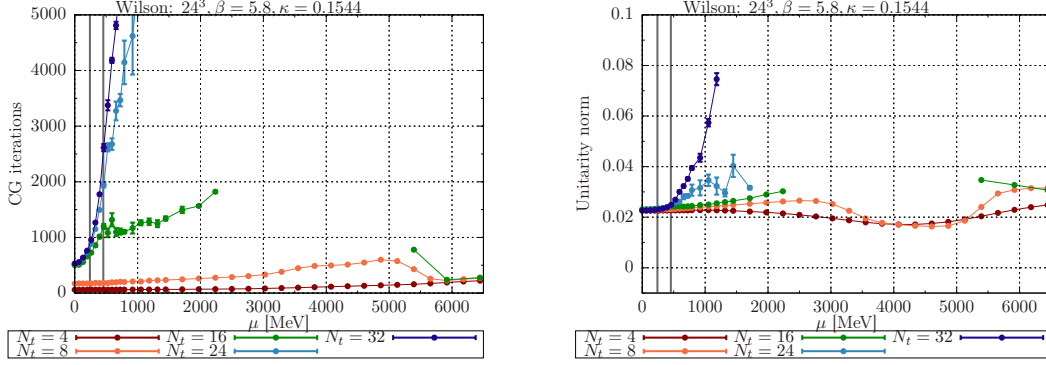 Wilson: 24³, β = 5.8, κ = 0.1544
5000
4000
3000
2000
1000
0
CG iterations
0 1000 2000 3000 4000 5000 6000
μ [MeV]
N_t = 4 N_t = 16 N_t = 32
N_t = 8 N_t = 24
Wilson: 24³, β = 5.8, κ = 0.1544
0.1
0.08
0.06
0.04
0.02
0
Unitarity norm
0 1000 2000 3000 4000 5000 6000
μ [MeV]
N_t = 4 N_t = 16 N_t = 32
N_t = 8 N_t = 24